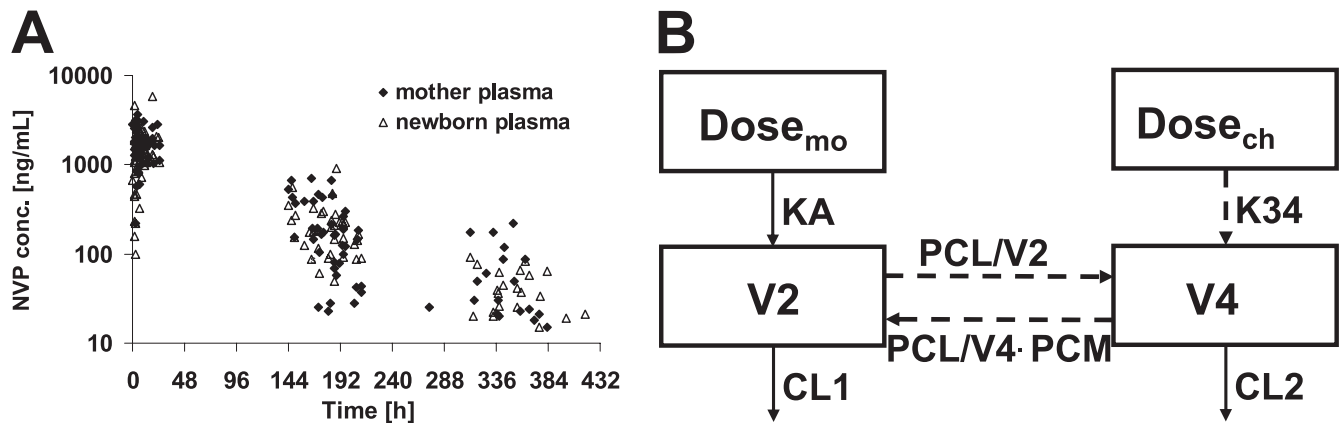 A
NVP conc. [ng/mL]
10000
1000
100
10
mother plasma
newborn plasma
0 48 96 144 192 240 288 336 384 432
Time [h]
B
Dosemo
Dosech
KA
K34
PCL/V2
V2
V4
PCL/V4· PCM
CL1
CL2